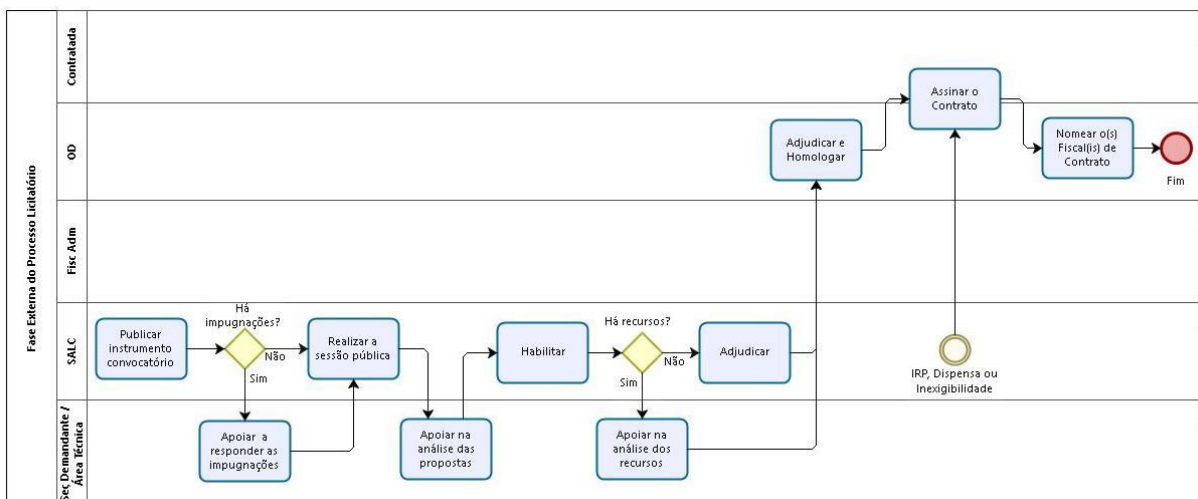 Fase Externa do Processo Licitatório
Contratada
OD
Fisc Adm
SALC
Seç Demandante /
Área Técnica
Publicar
instrumento
convocatório
Há
impugnações?
Não
Sim
Apoiar a
responder as
impugnações
Realizar a
sessão pública
Apoiar na
análise das
propostas
Habilitar
Há recursos?
Não
Sim
Apoiar na
análise dos
recursos
Adjudicar
Adjudicar e
Homologar
Assinar o
Contrato
IRP, Dispensa ou
Inexigibilidade
Nomear o(s)
Fiscal(is) de
Contrato
Fim